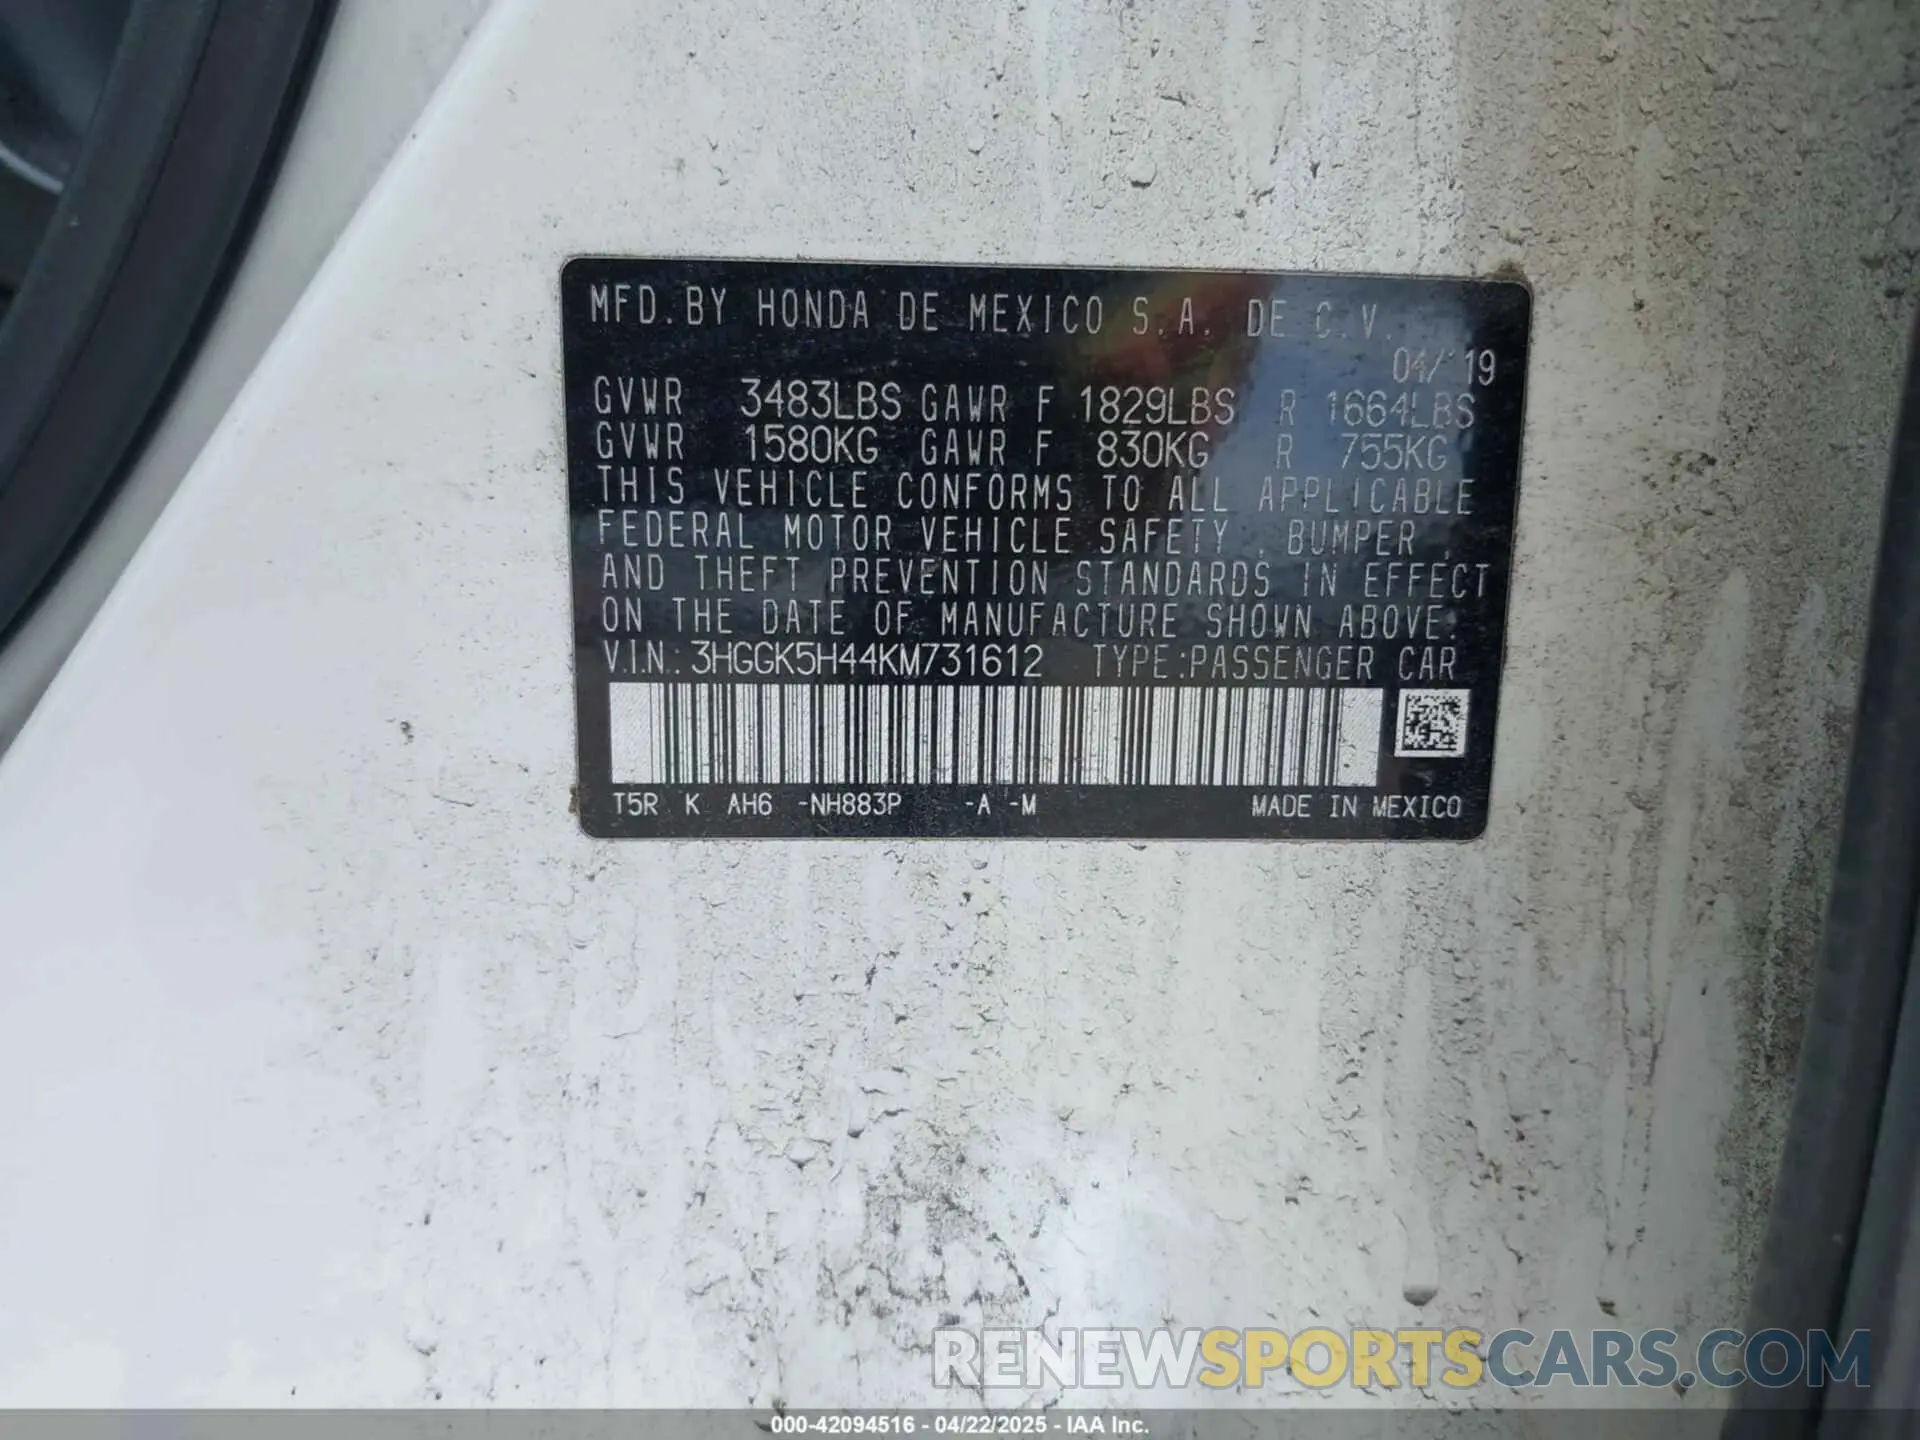 MFD. BY HONDA DE MEXICO S.A. DE C.V.
04/'19
GVWR 3483LBS GAWR F 1829LBS R 1664LBS
GVWR 1580KG GAWR F 830KG R 755KG
THIS VEHICLE CONFORMS TO ALL APPLICABLE
FEDERAL MOTOR VEHICLE SAFETY , BUMPER ,
AND THEFT PREVENTION STANDARDS IN EFFECT
ON THE DATE OF MANUFACTURE SHOWN ABOVE.
V.I.N.: 3HGGK5H44KM731612 TYPE:PASSENGER CAR
T5R K AH6 -NH883P -A -M MADE IN MEXICO
RENEWSPORTSCARS.COM
000-42094516 - 04/22/2025 - IAA Inc.